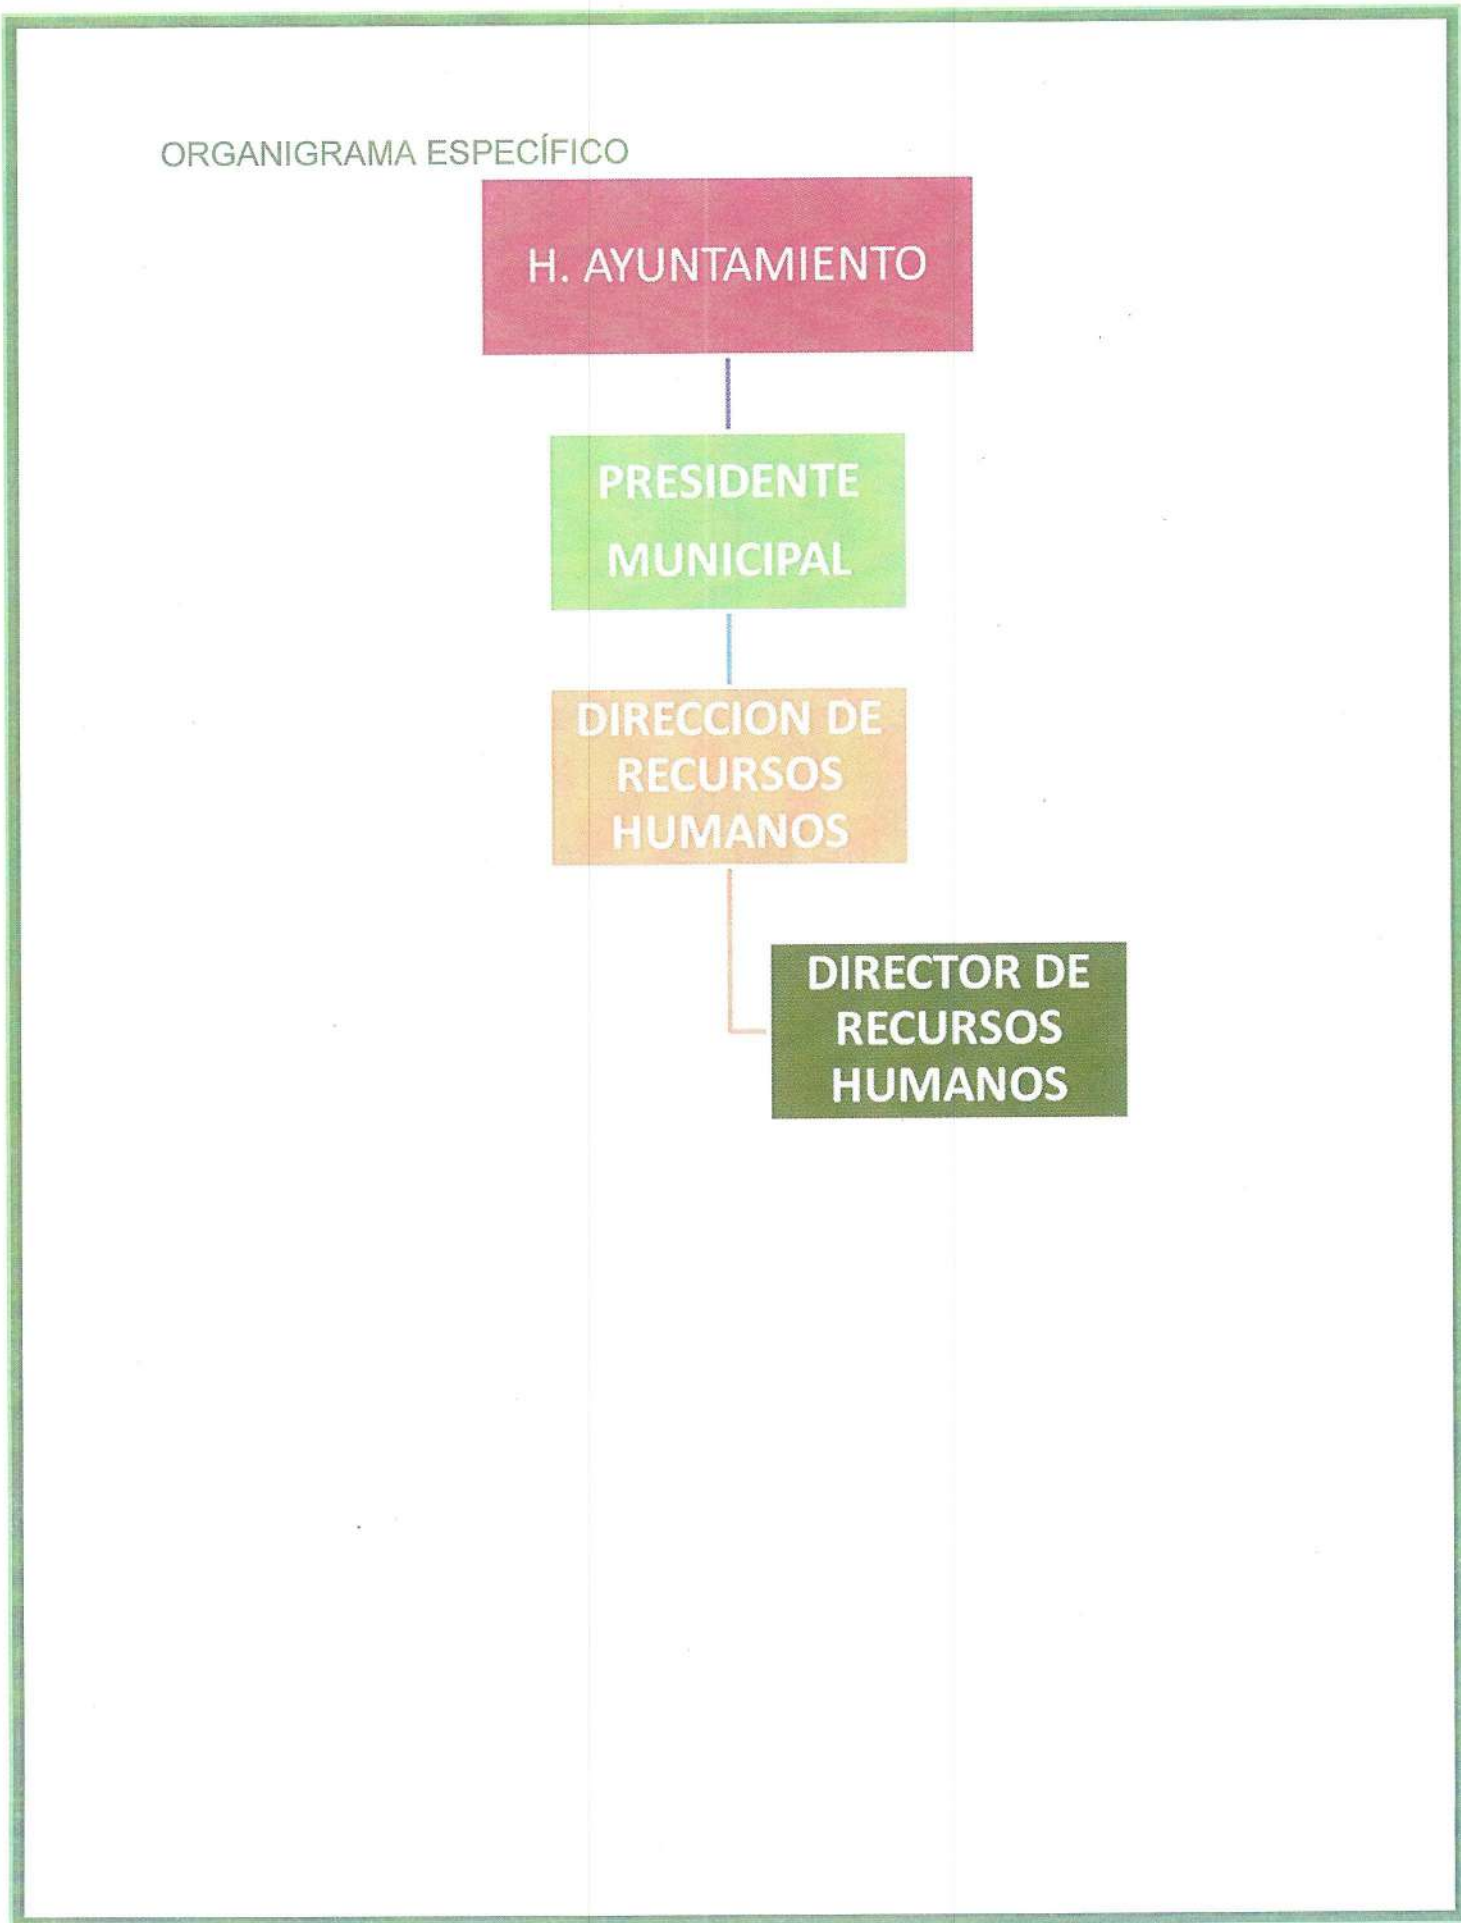 ORGANIGRAMA ESPECÍFICO
H. AYUNTAMIENTO
PRESIDENTE
MUNICIPAL
DIRECCION DE
RECURSOS
HUMANOS
DIRECTOR DE
RECURSOS
HUMANOS